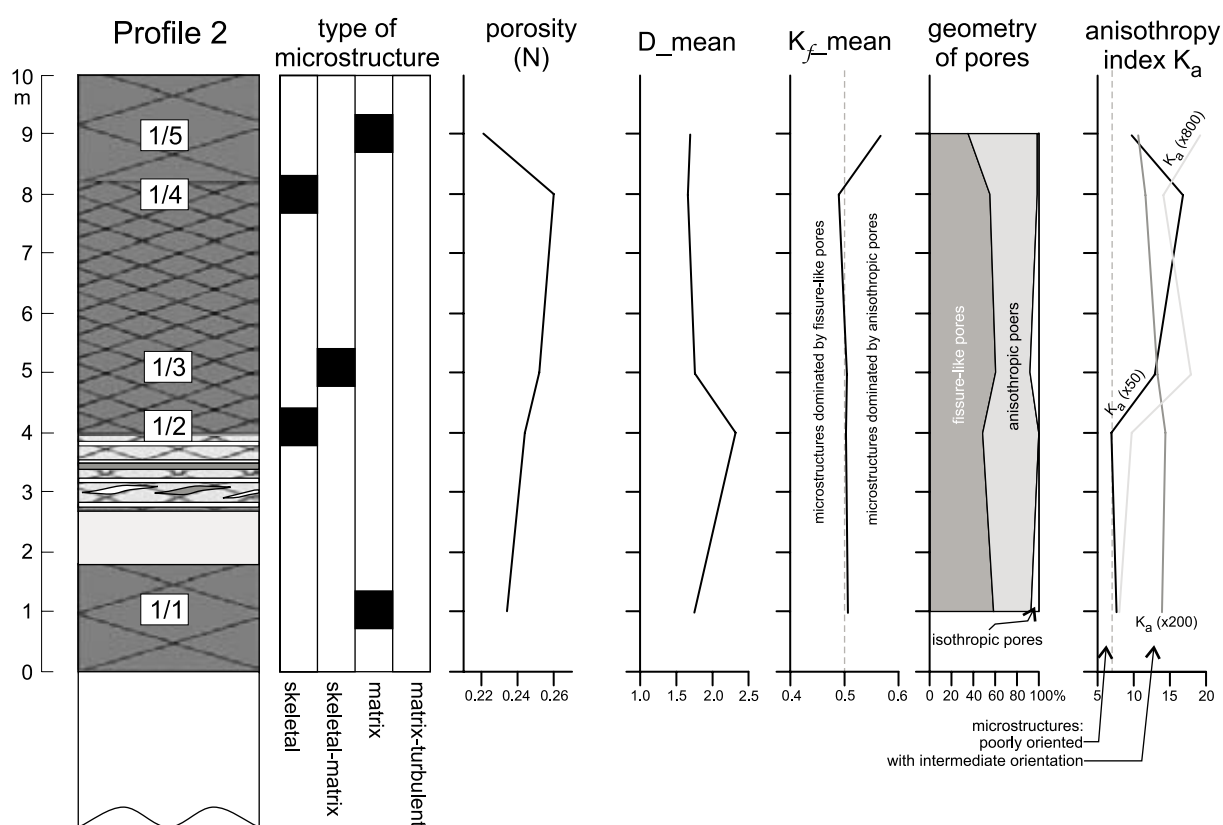 Profile 2
type of
microstructure
porosity
(N)
D_mean
Kf_mean
geometry
of pores
anisothropy
index Ka
10
m
9
8
7
6
5
4
3
2
1
0
1/5
1/4
1/3
1/2
1/1
skeletal
skeletal-matrix
matrix
matrix-turbulent
0.22 0.24 0.26
1.0 1.5 2.0 2.5
microstructures dominated by fissure-like pores
microstructures dominated by anisothropic pores
0.4 0.5 0.6
fissure-like pores
anisothropic poers
isothropic pores
0 20 40 60 80 100%
Ka (x800)
Ka (x50)
Ka (x200)
5 10 15 20
microstructures:
poorly oriented
with intermediate orientation